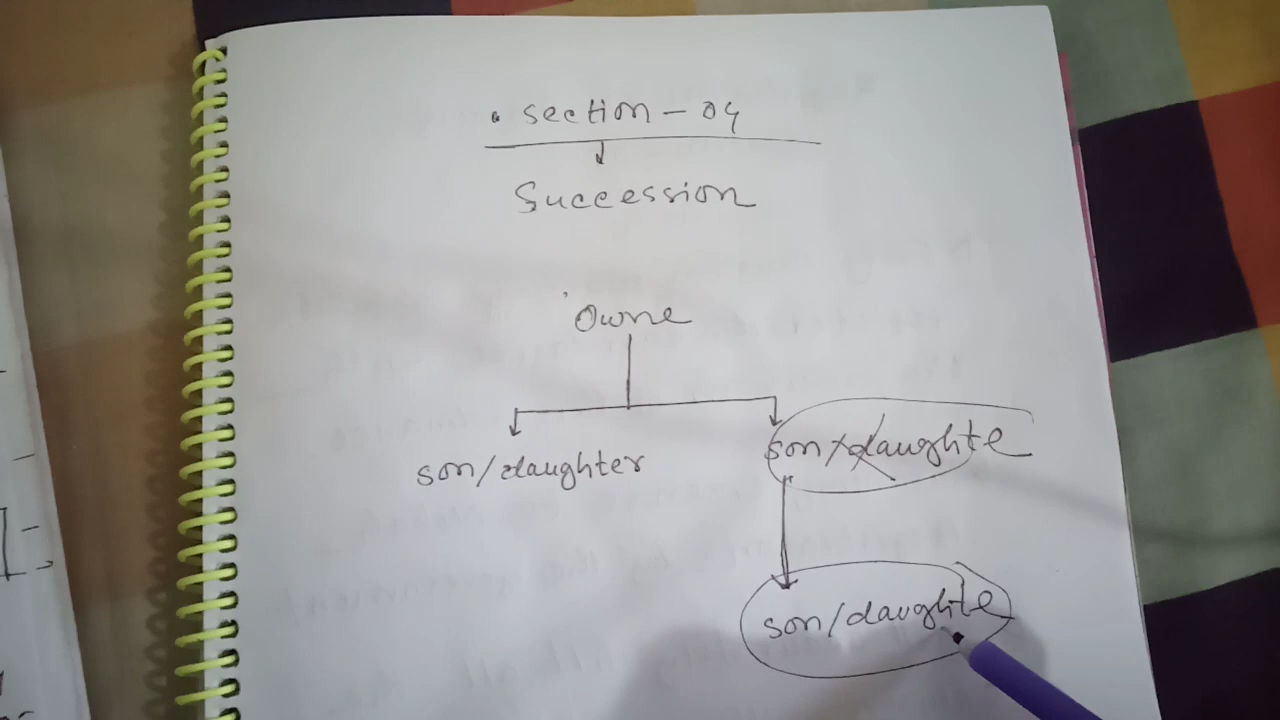 . section - 04
Succession
Owne
son/daughter
son/daughte
son/daughte